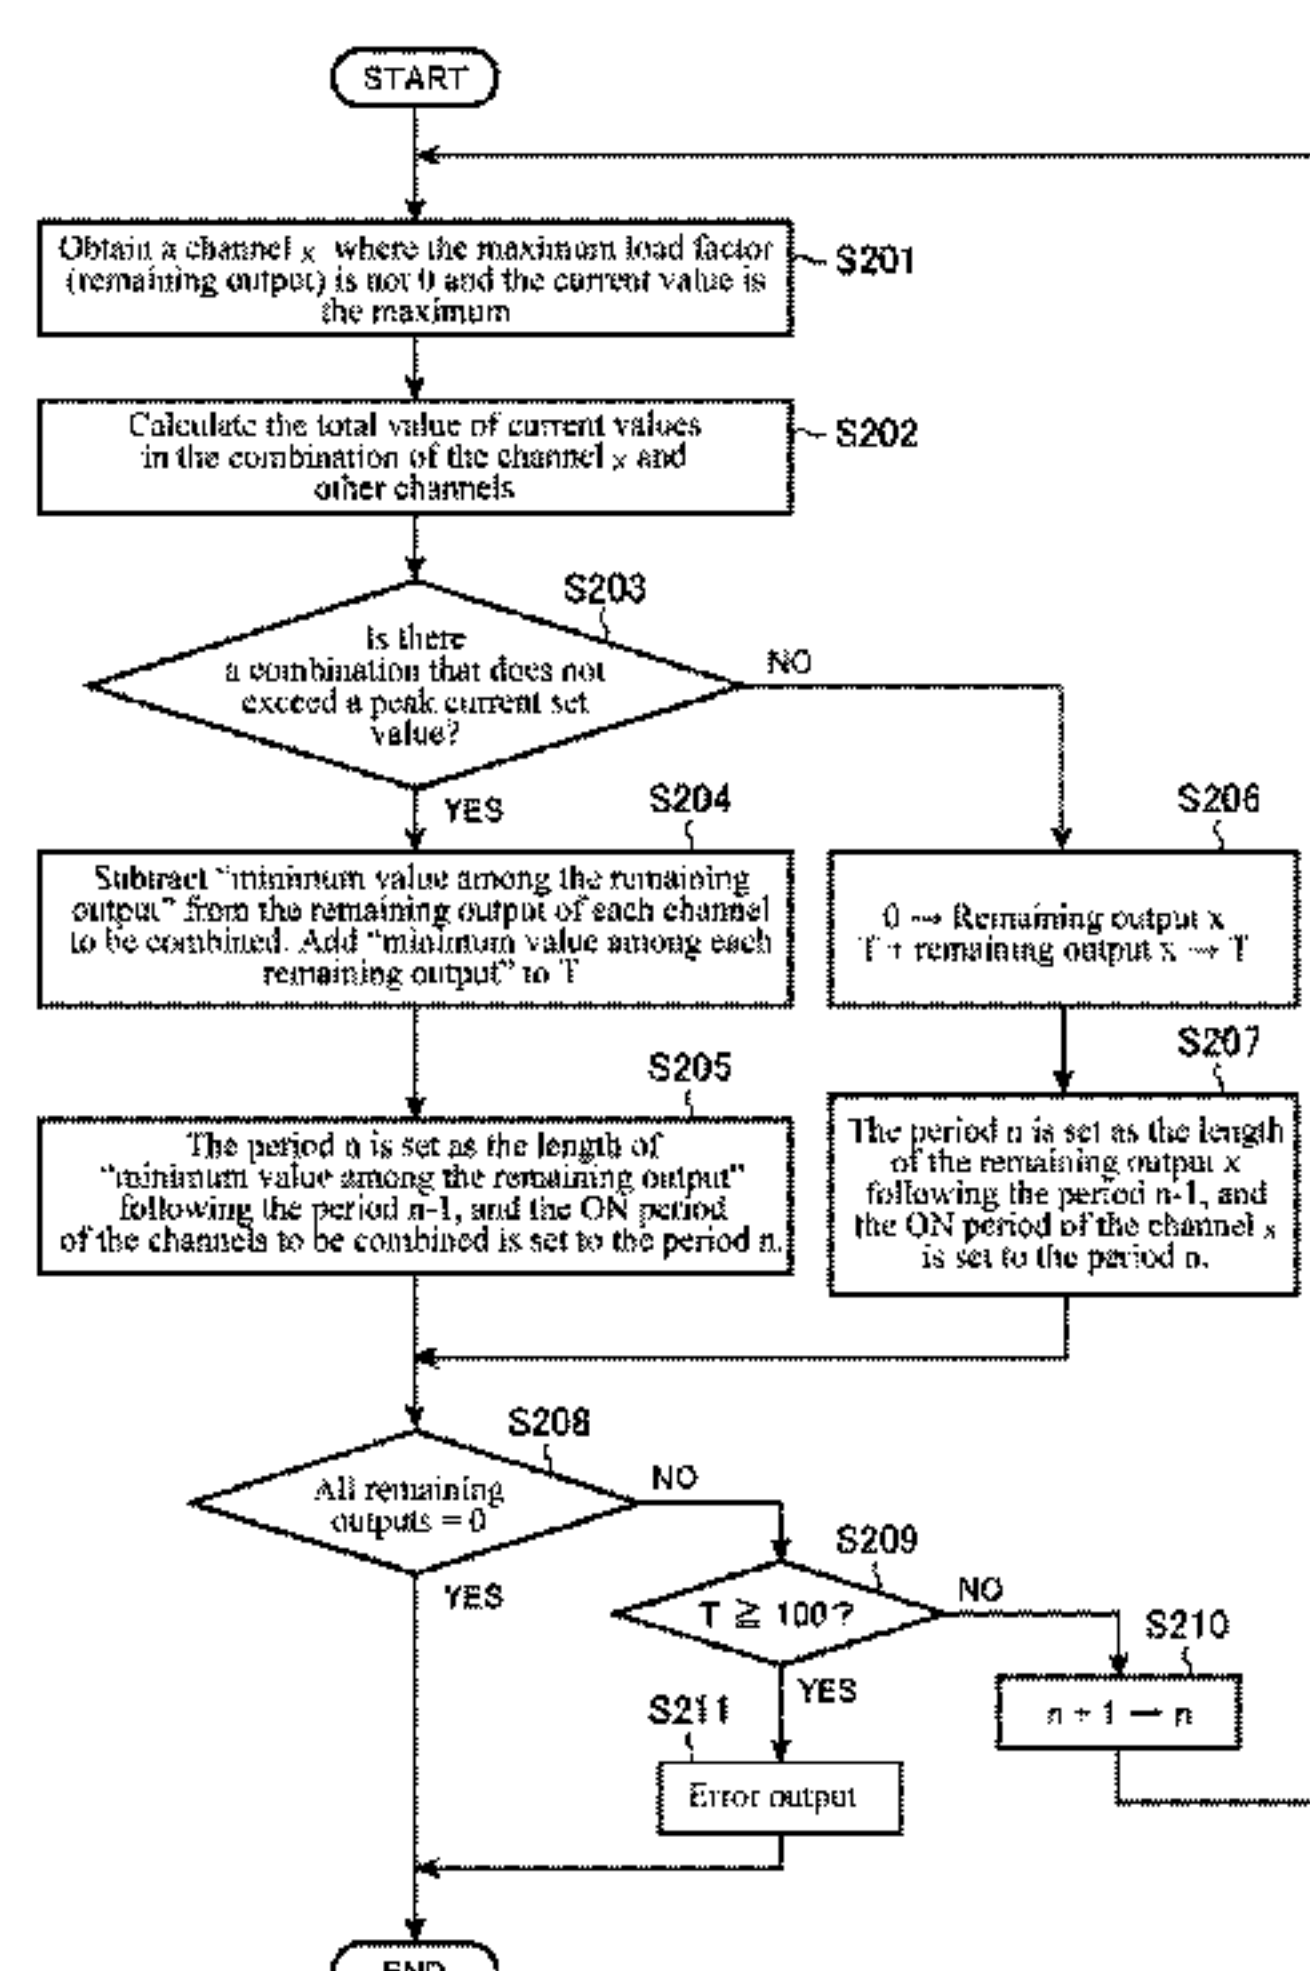 START
Obtain a channel x where the maximum load factor
(remaining output) is not 0 and the current value is
the maximum
S201
Calculate the total value of current values
in the combination of the channel x and
other channels
S202
S203
Is there
a combination that does not
exceed a peak current set
value?
NO
YES
S204
Subtract "minimum value among the remaining
output" from the remaining output of each channel
to be combined. Add "minimum value among each
remaining output" to T
S206
0 → Remaining output x
T + remaining output x → T
S205
The period n is set as the length of
"minimum value among the remaining output"
following the period n-1, and the ON period
of the channels to be combined is set to the period n.
S207
The period n is set as the length
of the remaining output x
following the period n-1, and
the ON period of the channel x
is set to the period n.
S208
All remaining
outputs = 0
NO
YES
S209
T ≧ 100?
NO
YES
S210
n + 1 → n
S211
Error output
END